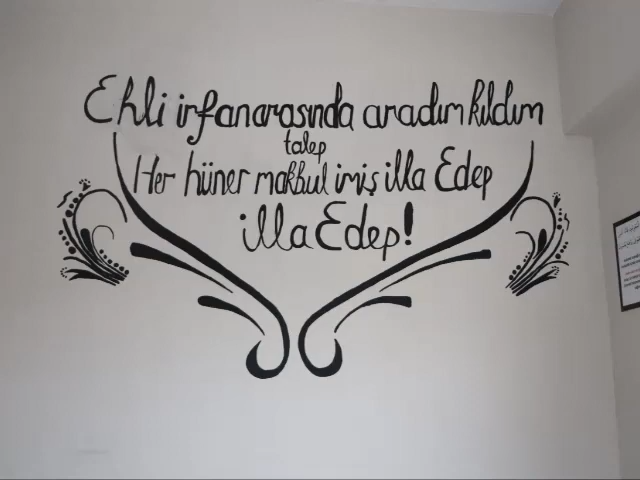 Ehli irfan arasında aradım kıldım
talep
Her hüner makbul imiş illa Edep
illa Edep!